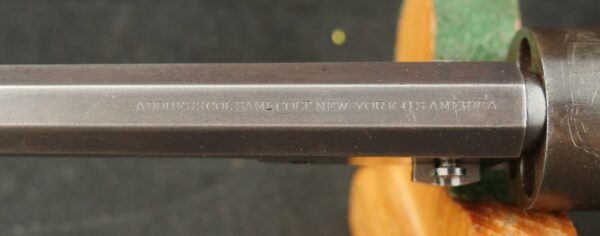 ADDRESS COL. SAML COLT NEW-YORK U.S. AMERICA